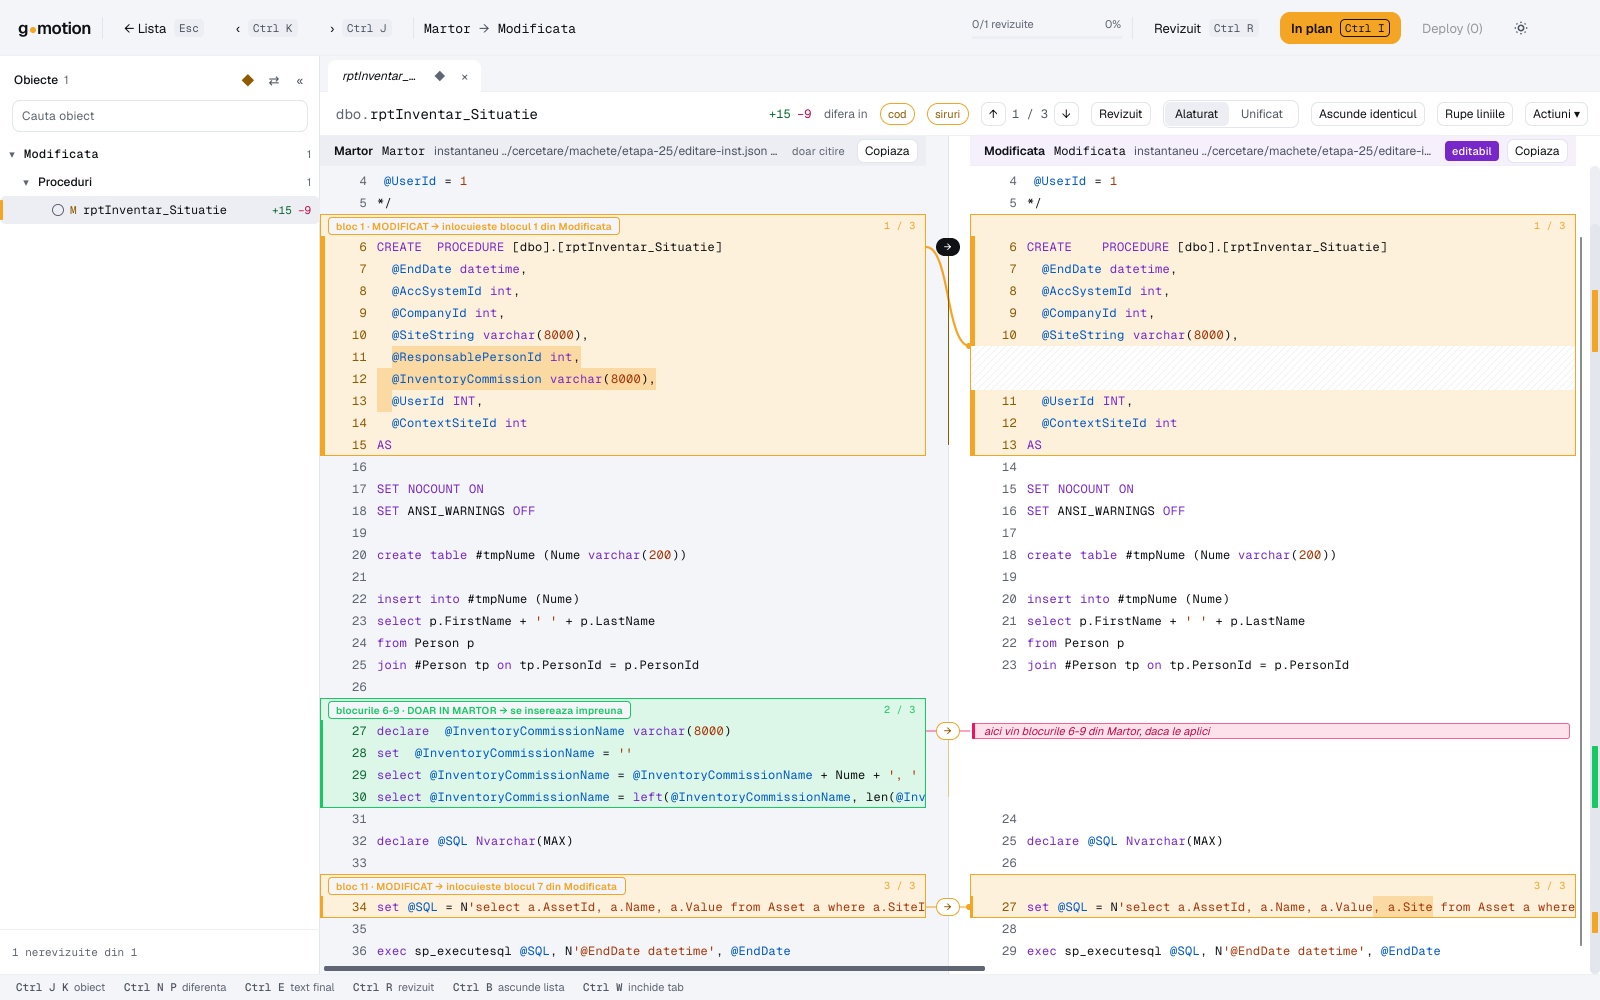 g•motion
← Lista Esc
‹ Ctrl K
› Ctrl J
Martor → Modificata
0/1 revizuite 0%
Revizuit Ctrl R
In plan Ctrl I
Deploy (0)
Obiecte 1
Cauta obiect
Modificata 1
Proceduri 1
M rptInventar_Situatie +15 −9
1 nerevizuite din 1
rptInventar_… ×
dbo.rptInventar_Situatie
+15 −9 difera in cod siruri ↑ 1 / 3 ↓ Revizuit Alaturat Unificat Ascunde identicul Rupe liniile Actiuni ▾
Martor Martor instantaneu ../cercetare/machete/etapa-25/editare-inst.json … doar citire Copiaza
4 @UserId = 1
5 */
bloc 1 · MODIFICAT → inlocuieste blocul 1 din Modificata 1 / 3
6 CREATE  PROCEDURE [dbo].[rptInventar_Situatie]
7 @EndDate datetime,
8 @AccSystemId int,
9 @CompanyId int,
10 @SiteString varchar(8000),
11 @ResponsablePersonId int,
12 @InventoryCommission varchar(8000),
13 @UserId INT,
14 @ContextSiteId int
15 AS
16
17 SET NOCOUNT ON
18 SET ANSI_WARNINGS OFF
19
20 create table #tmpNume (Nume varchar(200))
21
22 insert into #tmpNume (Nume)
23 select p.FirstName + ' ' + p.LastName
24 from Person p
25 join #Person tp on tp.PersonId = p.PersonId
26
blocurile 6-9 · DOAR IN MARTOR → se insereaza impreuna 2 / 3
27 declare  @InventoryCommissionName varchar(8000)
28 set  @InventoryCommissionName = ''
29 select @InventoryCommissionName = @InventoryCommissionName + Nume + ', '
30 select @InventoryCommissionName = left(@InventoryCommissionName, len(@Inv
31
32 declare @SQL Nvarchar(MAX)
33
bloc 11 · MODIFICAT → inlocuieste blocul 7 din Modificata 3 / 3
34 set @SQL = N'select a.AssetId, a.Name, a.Value from Asset a where a.SiteI
35
36 exec sp_executesql @SQL, N'@EndDate datetime', @EndDate
Modificata Modificata instantaneu ../cercetare/machete/etapa-25/editare-i… editabil Copiaza
4 @UserId = 1
5 */
1 / 3
6 CREATE    PROCEDURE [dbo].[rptInventar_Situatie]
7 @EndDate datetime,
8 @AccSystemId int,
9 @CompanyId int,
10 @SiteString varchar(8000),
11 @UserId INT,
12 @ContextSiteId int
13 AS
14
15 SET NOCOUNT ON
16 SET ANSI_WARNINGS OFF
17
18 create table #tmpNume (Nume varchar(200))
19
20 insert into #tmpNume (Nume)
21 select p.FirstName + ' ' + p.LastName
22 from Person p
23 join #Person tp on tp.PersonId = p.PersonId
aici vin blocurile 6-9 din Martor, daca le aplici
24
25 declare @SQL Nvarchar(MAX)
26
3 / 3
27 set @SQL = N'select a.AssetId, a.Name, a.Value, a.Site from Asset a where
28
29 exec sp_executesql @SQL, N'@EndDate datetime', @EndDate
Ctrl J K obiect Ctrl N P diferenta Ctrl E text final Ctrl R revizuit Ctrl B ascunde lista Ctrl W inchide tab